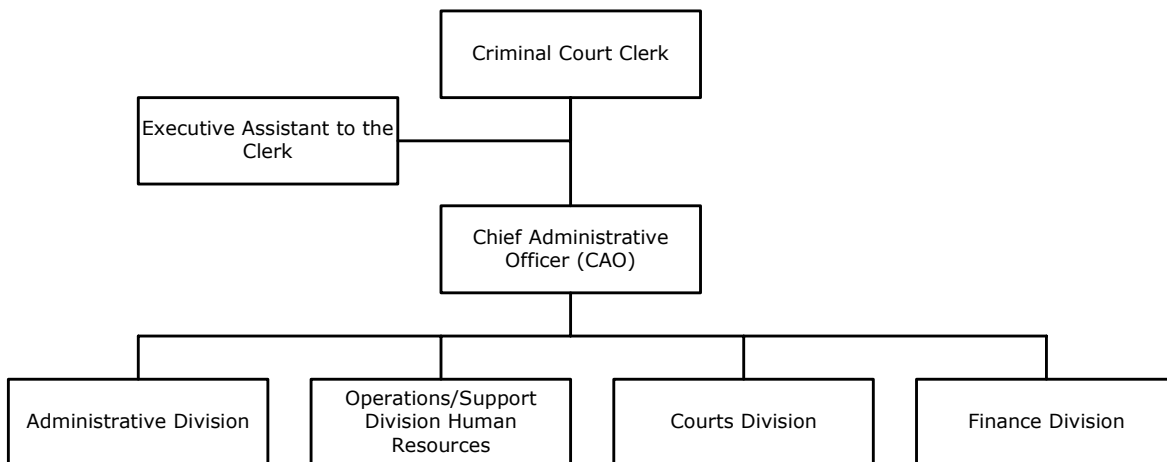 Criminal Court Clerk
Executive Assistant to the
Clerk
Chief Administrative
Officer (CAO)
Administrative Division
Operations/Support
Division Human
Resources
Courts Division
Finance Division